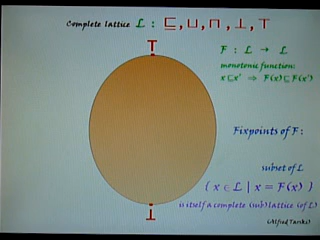 Complete lattice L : ⊑, ⊔, ⊓, ⊥, ⊤
⊤
F : L → L
monotonic function:
x ⊑ x' ⇒ F(x) ⊑ F(x')
Fixpoints of F :
subset of L
{ x ∈ L | x = F(x) }
is itself a complete (sub)lattice (of L)
⊥
(Alfred Tarski)